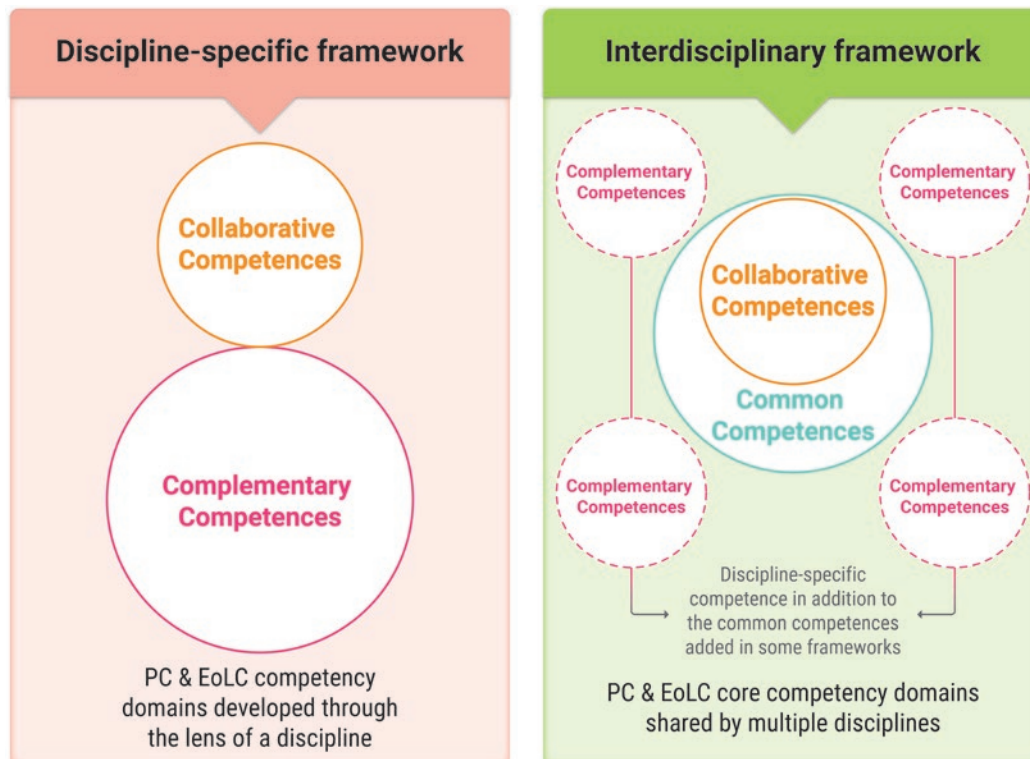 Discipline-specific framework
Collaborative
Competences
Complementary
Competences
PC & EoLC competency
domains developed through
the lens of a discipline
Interdisciplinary framework
Complementary
Competences
Complementary
Competences
Collaborative
Competences
Common
Competences
Complementary
Competences
Complementary
Competences
Discipline-specific
competence in addition to
the common competences
added in some frameworks
PC & EoLC core competency domains
shared by multiple disciplines